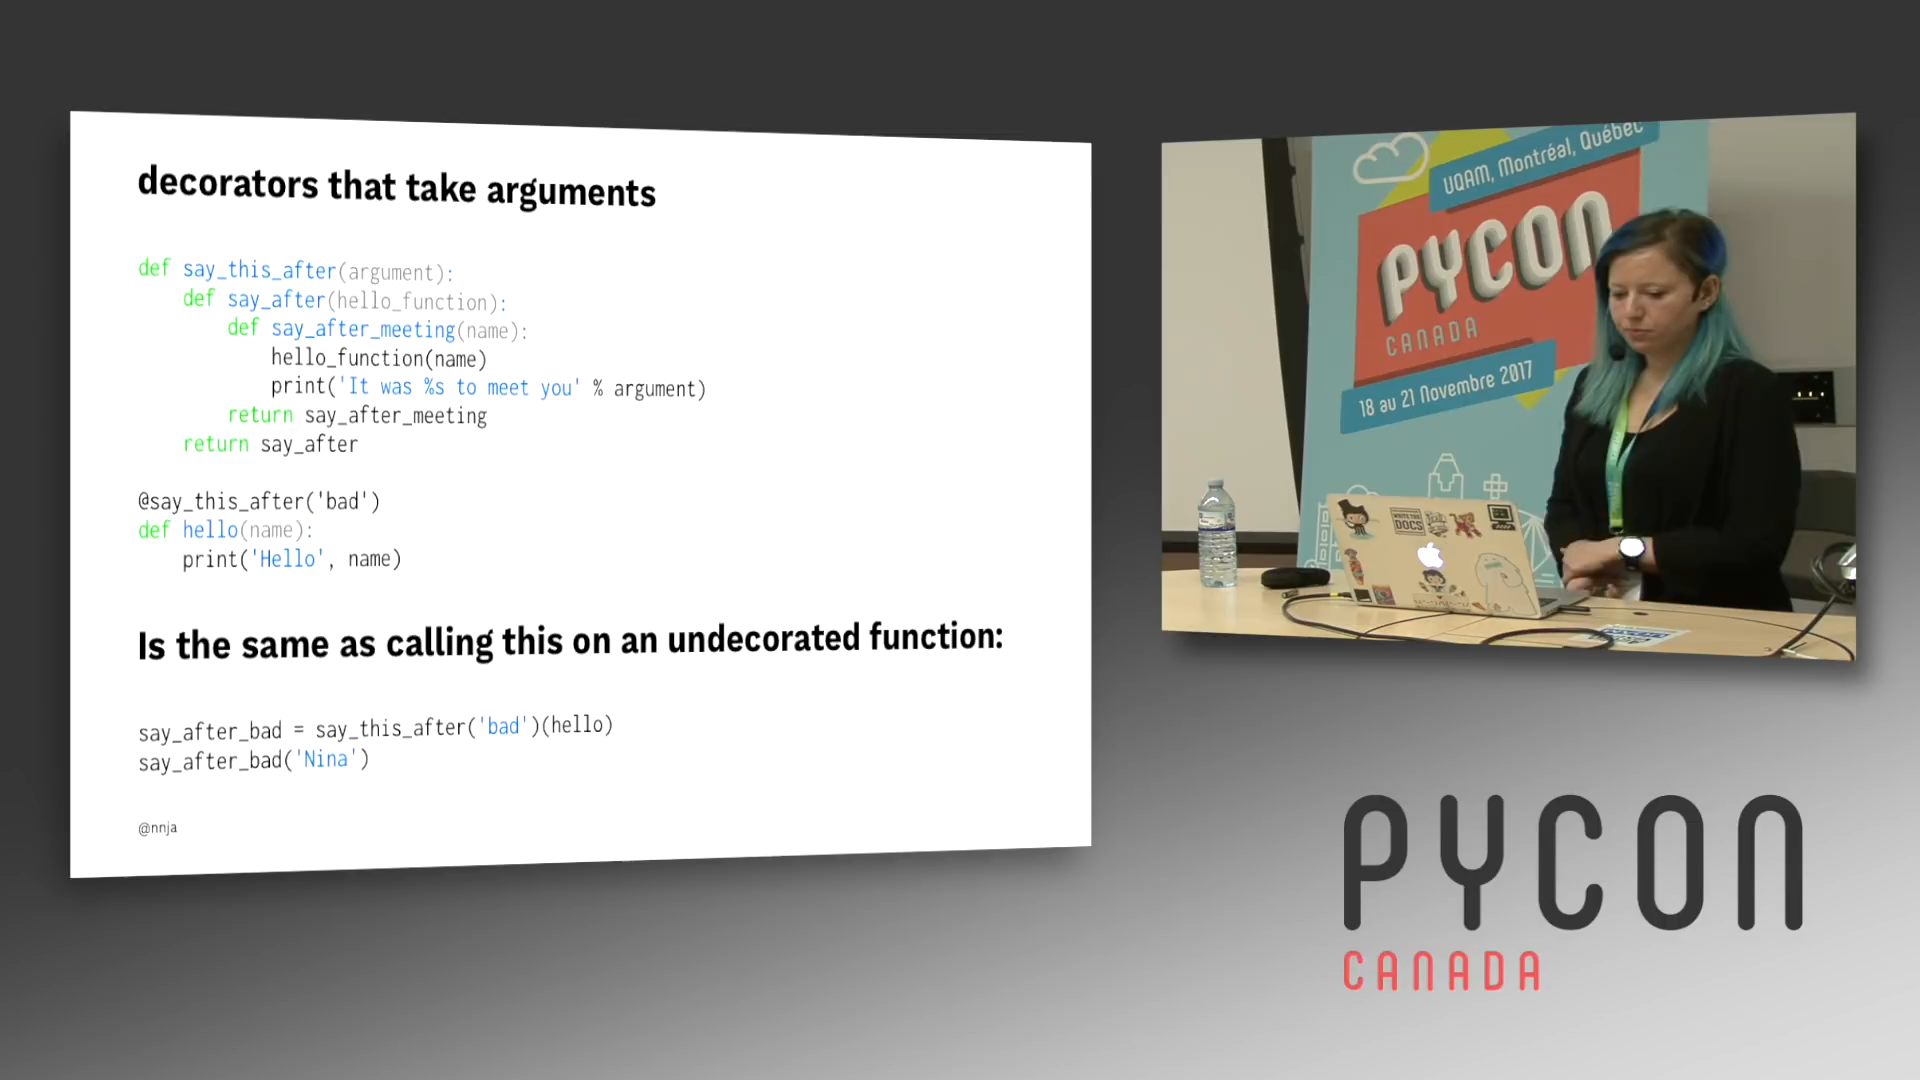 decorators that take arguments
def say_this_after(argument):
    def say_after(hello_function):
        def say_after_meeting(name):
            hello_function(name)
            print('It was %s to meet you' % argument)
        return say_after_meeting
    return say_after
@say_this_after('bad')
def hello(name):
    print('Hello', name)
Is the same as calling this on an undecorated function:
say_after_bad = say_this_after('bad')(hello)
say_after_bad('Nina')
@nnja
UQAM, Montréal, Québec
PYCON
CANADA
18 au 21 Novembre 2017
WRITE THE
DOCS
PYCON
CANADA